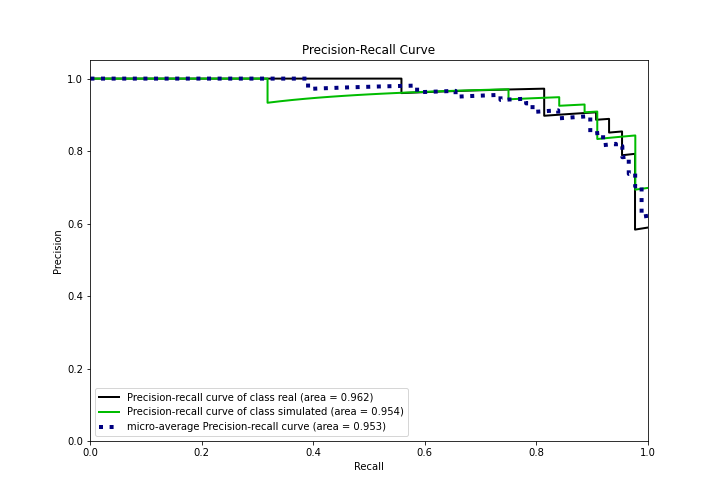 Precision-Recall Curve
1.0
0.8
0.6
0.4
0.2
0.0
Precision
Precision-recall curve of class real (area = 0.962)
Precision-recall curve of class simulated (area = 0.954)
micro-average Precision-recall curve (area = 0.953)
0.0 0.2 0.4 0.6 0.8 1.0
Recall